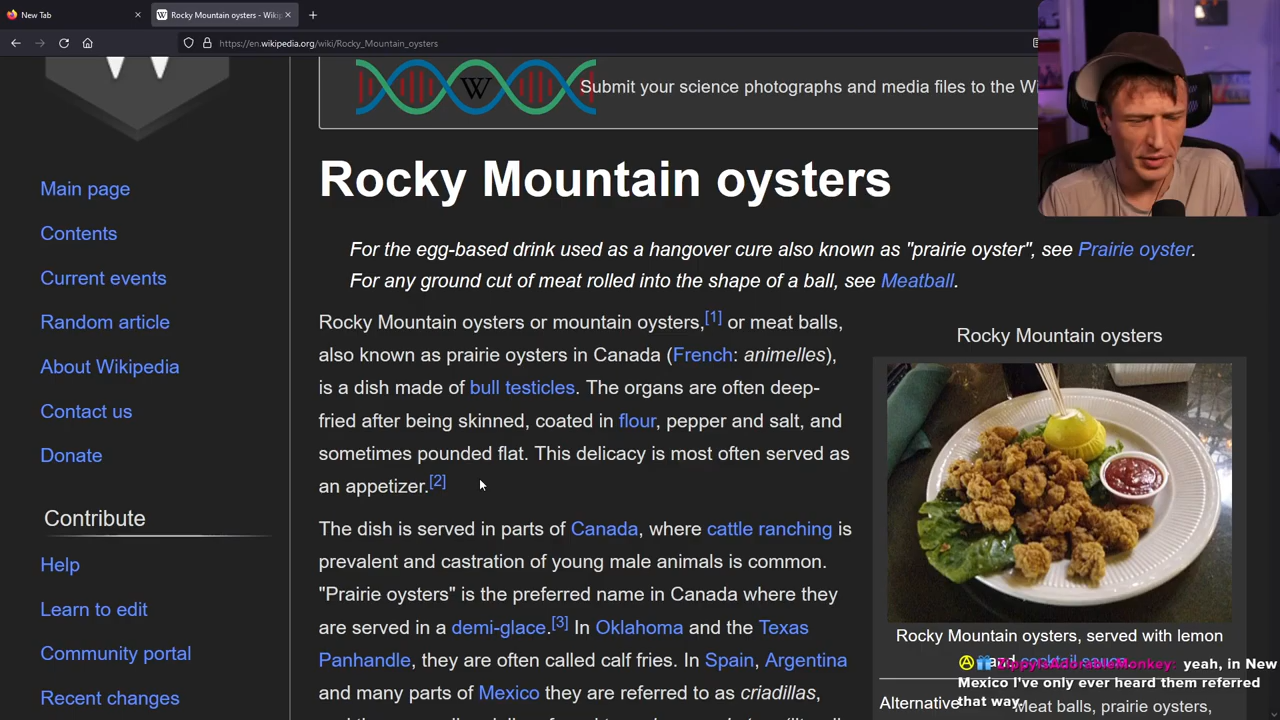 New Tab
Rocky Mountain oysters - Wiki
https://en.wikipedia.org/wiki/Rocky_Mountain_oysters
W
Submit your science photographs and media files to the W
Rocky Mountain oysters
Main page
Contents
Current events
Random article
About Wikipedia
Contact us
Donate
Contribute
Help
Learn to edit
Community portal
Recent changes
For the egg-based drink used as a hangover cure also known as "prairie oyster", see Prairie oyster.
For any ground cut of meat rolled into the shape of a ball, see Meatball.
Rocky Mountain oysters or mountain oysters,[1] or meat balls,
also known as prairie oysters in Canada (French: animelles),
is a dish made of bull testicles. The organs are often deep-
fried after being skinned, coated in flour, pepper and salt, and
sometimes pounded flat. This delicacy is most often served as
an appetizer.[2]
The dish is served in parts of Canada, where cattle ranching is
prevalent and castration of young male animals is common.
"Prairie oysters" is the preferred name in Canada where they
are served in a demi-glace.[3] In Oklahoma and the Texas
Panhandle, they are often called calf fries. In Spain, Argentina
and many parts of Mexico they are referred to as criadillas,
Rocky Mountain oysters
Rocky Mountain oysters, served with lemon
and cocktail sauce.
Alternative
Meat balls, prairie oysters,
ZippyIsAdorableMonkey: yeah, in New
Mexico I've only ever heard them referred
that way.